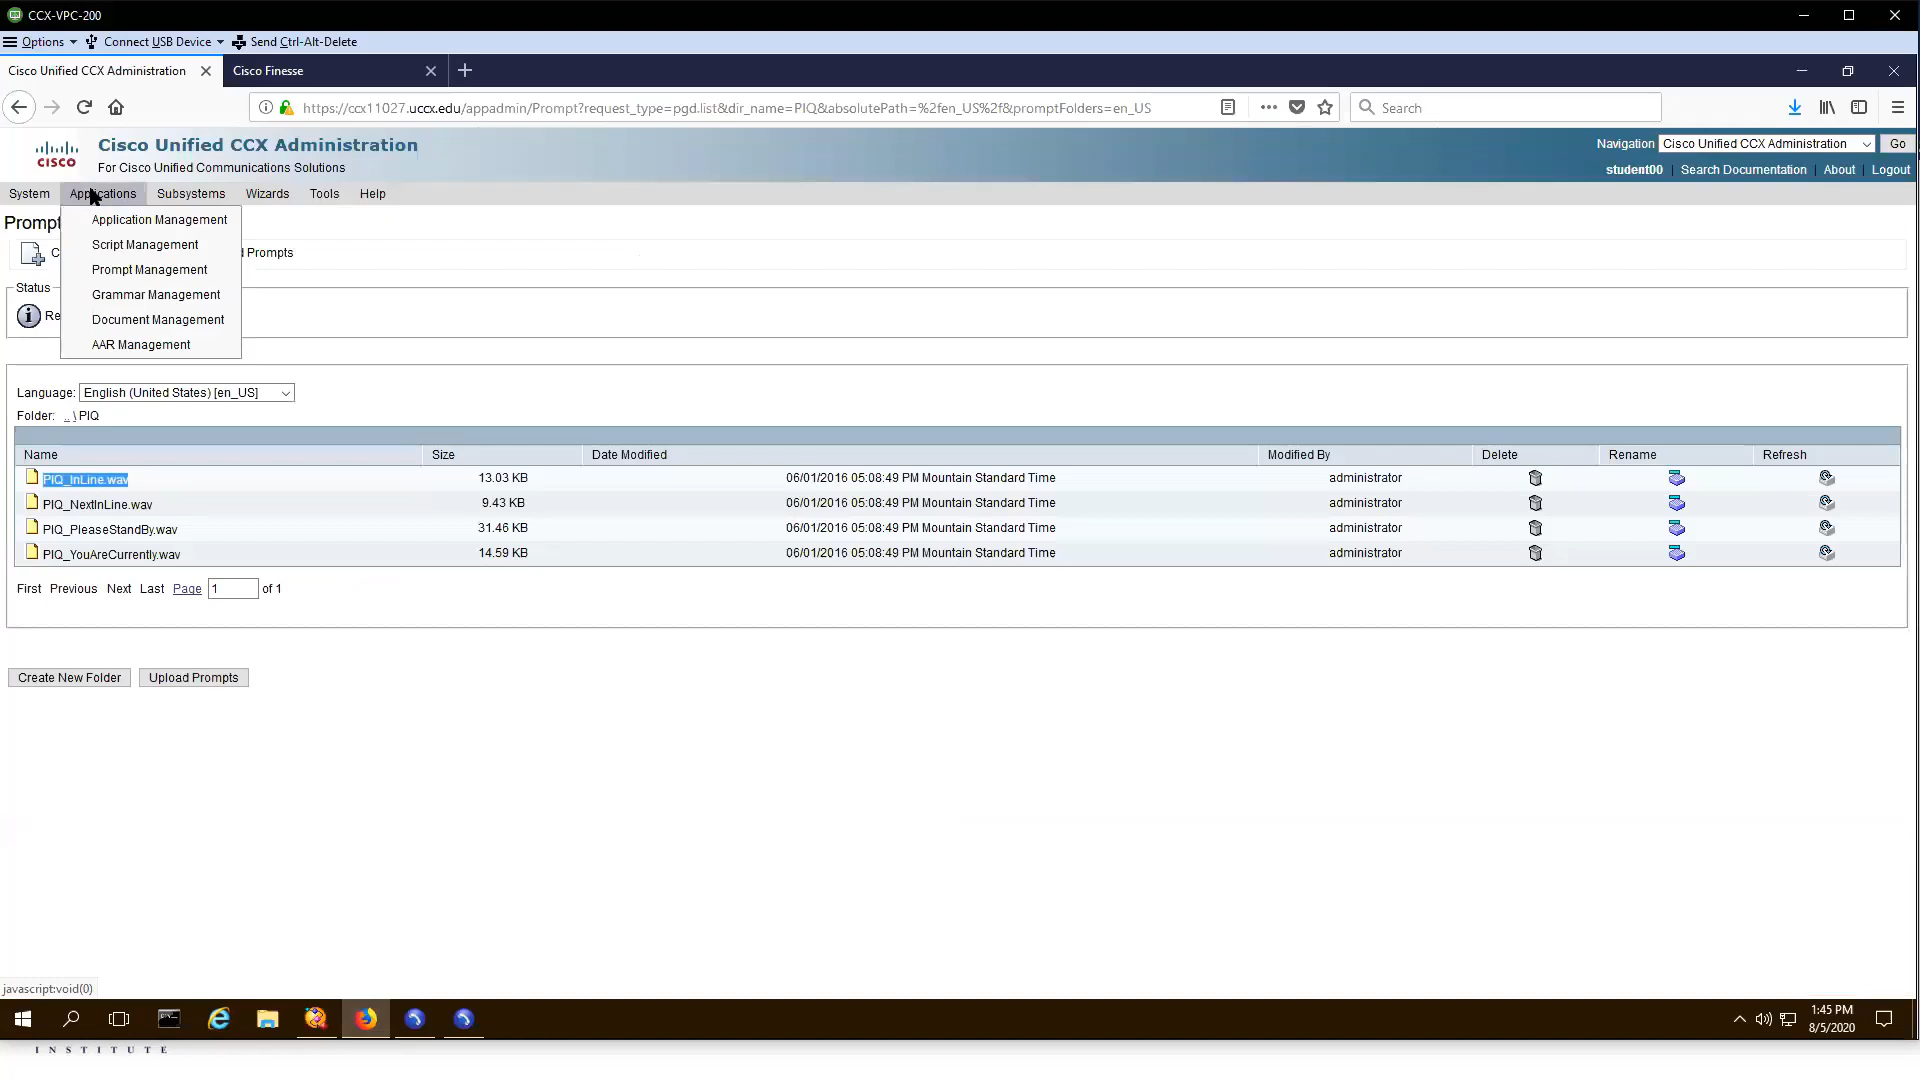 CCX-VPC-200
Options Connect USB Device Send Ctrl-Alt-Delete
Cisco Unified CCX Administration Cisco Finesse
https://ccx11027.uccx.edu/appadmin/Prompt?request_type=pgd.list&dir_name=PIQ&absolutePath=%2fen_US%2f&promptFolders=en_US Search
cisco
Cisco Unified CCX Administration
For Cisco Unified Communications Solutions
Navigation Cisco Unified CCX Administration Go
student00 | Search Documentation | About | Logout
System Applications Subsystems Wizards Tools Help
Application Management
Script Management
Prompt Management
Grammar Management
Document Management
AAR Management
Prompt
Prompts
Status
Re
Language: English (United States) [en_US]
Folder: .. \ PIQ
Name Size Date Modified Modified By Delete Rename Refresh
PIQ_InLine.wav 13.03 KB 06/01/2016 05:08:49 PM Mountain Standard Time administrator
PIQ_NextInLine.wav 9.43 KB 06/01/2016 05:08:49 PM Mountain Standard Time administrator
PIQ_PleaseStandBy.wav 31.46 KB 06/01/2016 05:08:49 PM Mountain Standard Time administrator
PIQ_YouAreCurrently.wav 14.59 KB 06/01/2016 05:08:49 PM Mountain Standard Time administrator
First Previous Next Last Page 1 of 1
Create New Folder Upload Prompts
javascript:void(0)
1:45 PM
8/5/2020
INSTITUTE